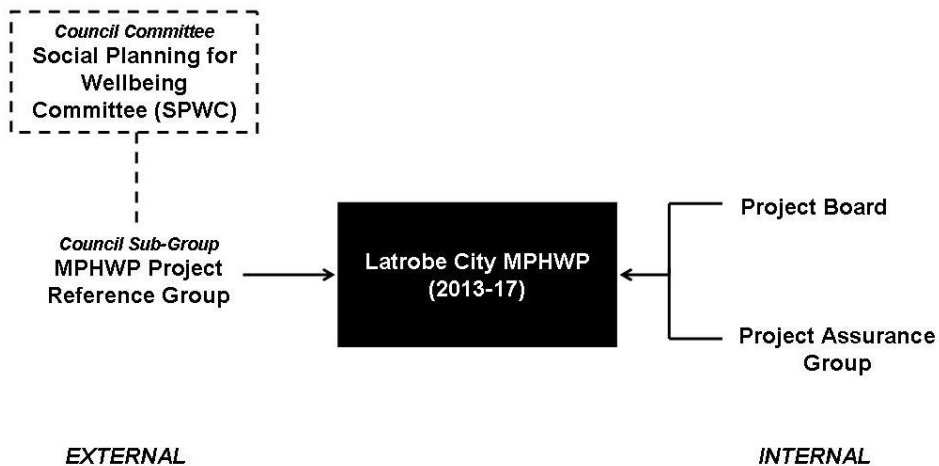 Council Committee
Social Planning for
Wellbeing
Committee (SPWC)
Council Sub-Group
MPHWP Project
Reference Group
Latrobe City MPHWP
(2013-17)
Project Board
Project Assurance
Group
EXTERNAL
INTERNAL